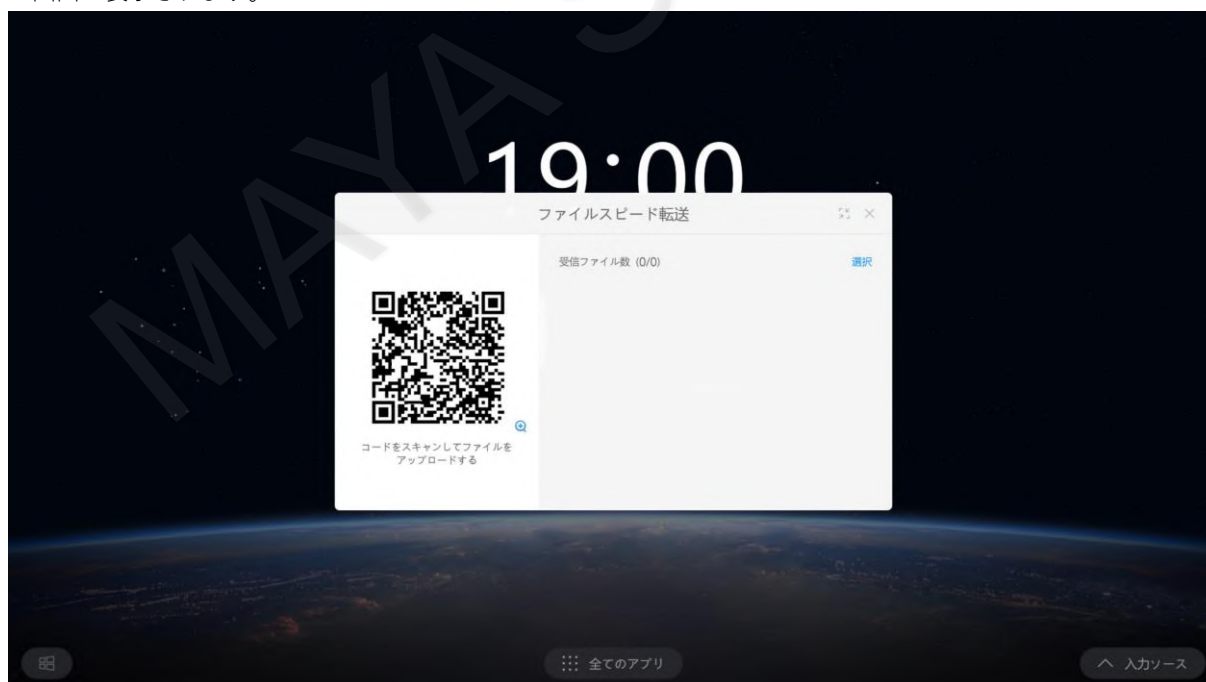 MAYA
19:00
ファイルスピード転送
受信ファイル数 (0/0)
選択
コードをスキャンしてファイルを
アップロードする
全てのアプリ
入力ソース